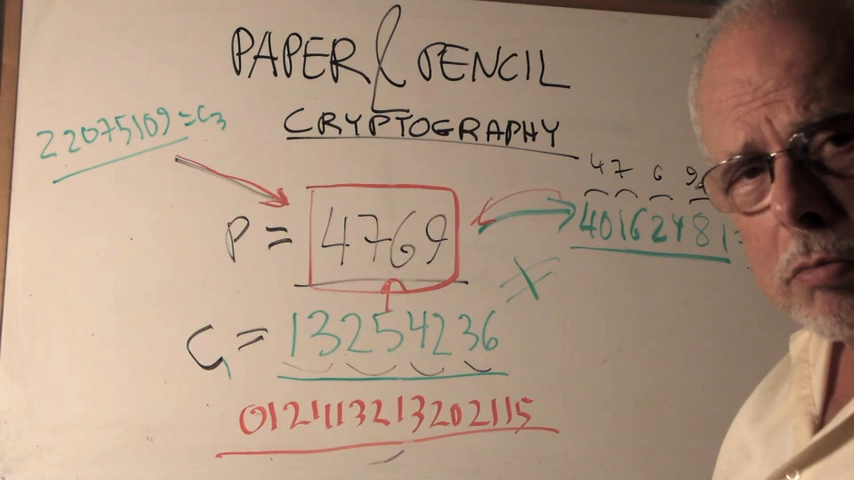 PAPER & PENCIL
CRYPTOGRAPHY
22075109=C3
47 6 9
P= 4769
40162481
C1= 13254236
0121113213202115